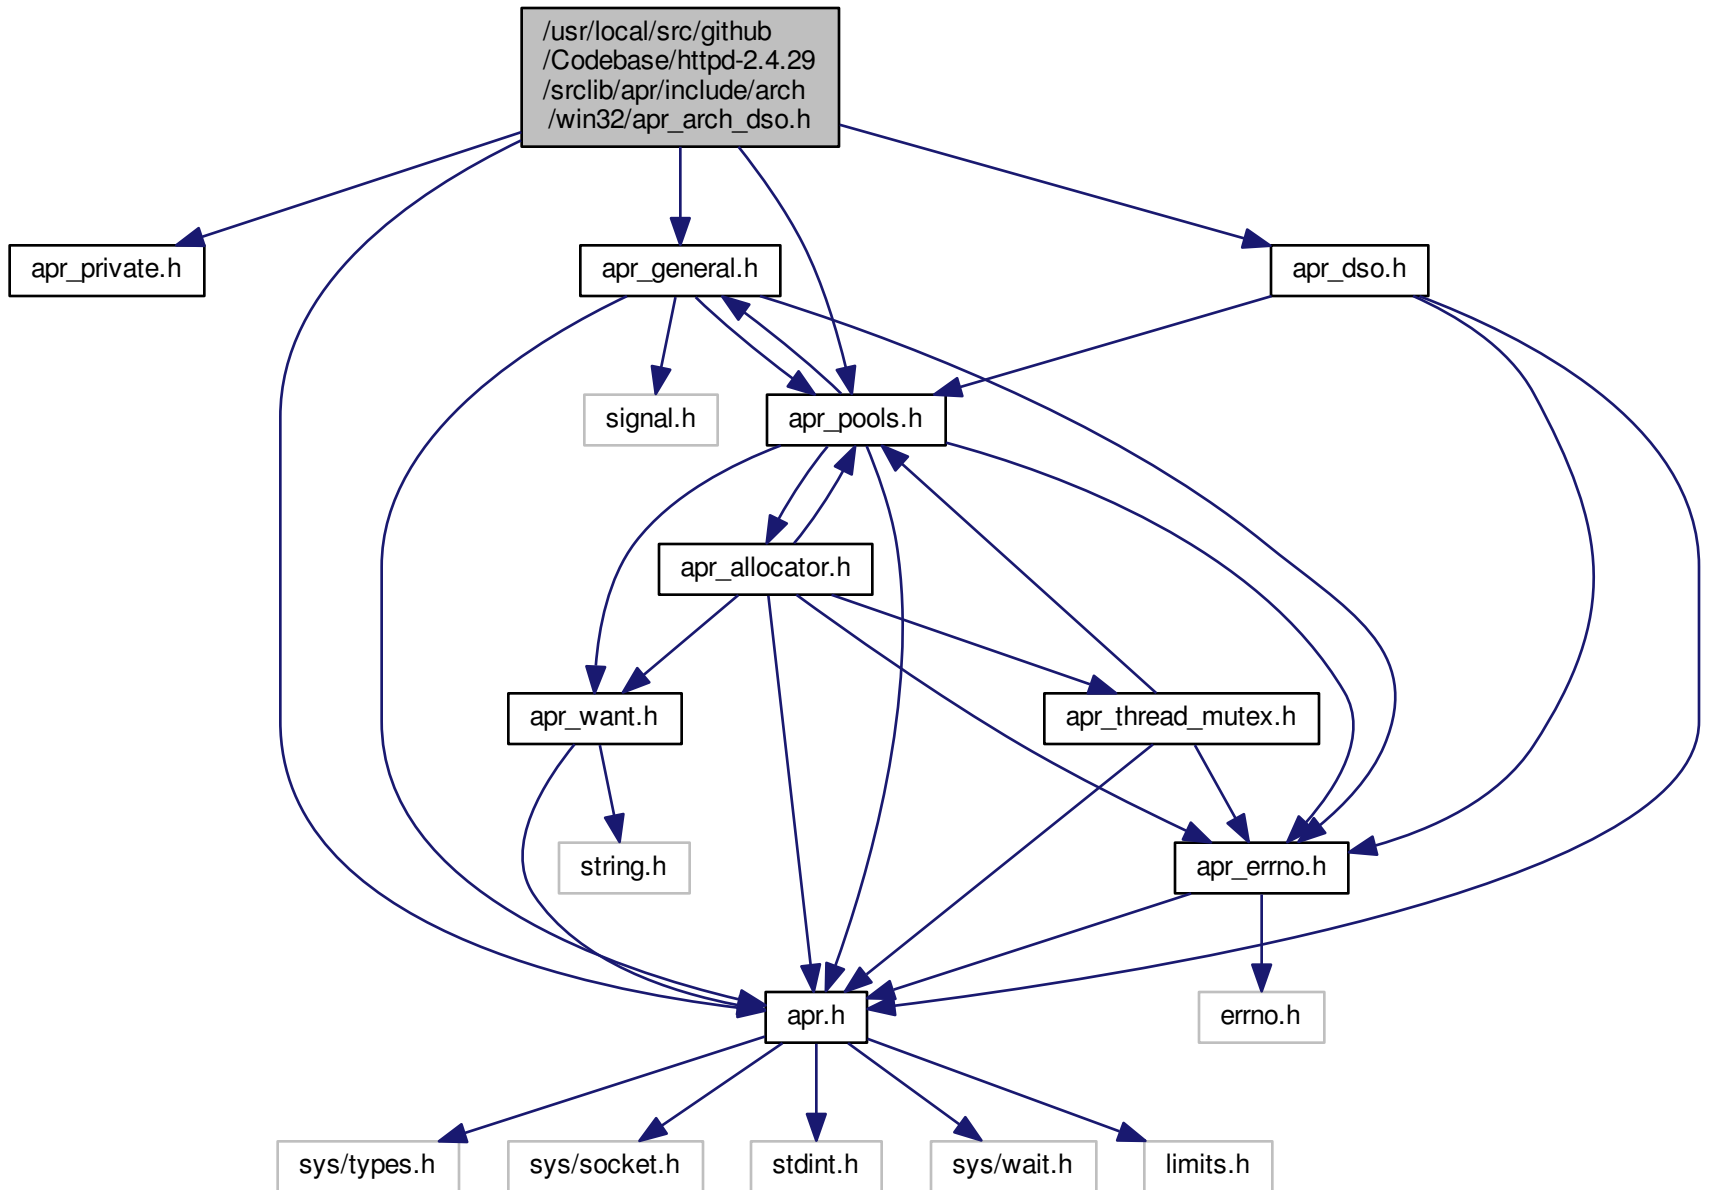 /usr/local/src/github
/Codebase/httpd-2.4.29
/srclib/apr/include/arch
/win32/apr_arch_dso.h
apr_private.h
apr_general.h
apr_dso.h
signal.h
apr_pools.h
apr_allocator.h
apr_want.h
apr_thread_mutex.h
string.h
apr_errno.h
apr.h
errno.h
sys/types.h
sys/socket.h
stdint.h
sys/wait.h
limits.h